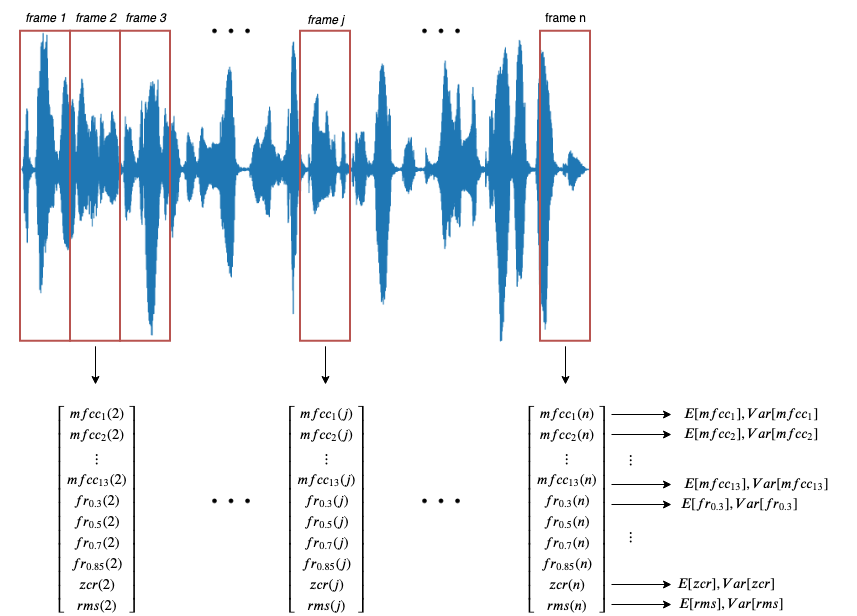 frame 1 frame 2 frame 3 • • • frame j • • • frame n
mfcc₁(2) mfcc₁(j) mfcc₁(n) E[mfcc₁], Var[mfcc₁]
mfcc₂(2) mfcc₂(j) mfcc₂(n) E[mfcc₂], Var[mfcc₂]
⋮ ⋮ ⋮ ⋮
mfcc₁₃(2) mfcc₁₃(j) mfcc₁₃(n) E[mfcc₁₃], Var[mfcc₁₃]
fr₀.₃(2) • • • fr₀.₃(j) • • • fr₀.₃(n) E[fr₀.₃], Var[fr₀.₃]
fr₀.₅(2) fr₀.₅(j) fr₀.₅(n)
fr₀.₇(2) fr₀.₇(j) fr₀.₇(n) ⋮
fr₀.₈₅(2) fr₀.₈₅(j) fr₀.₈₅(n)
zcr(2) zcr(j) zcr(n) E[zcr], Var[zcr]
rms(2) rms(j) rms(n) E[rms], Var[rms]